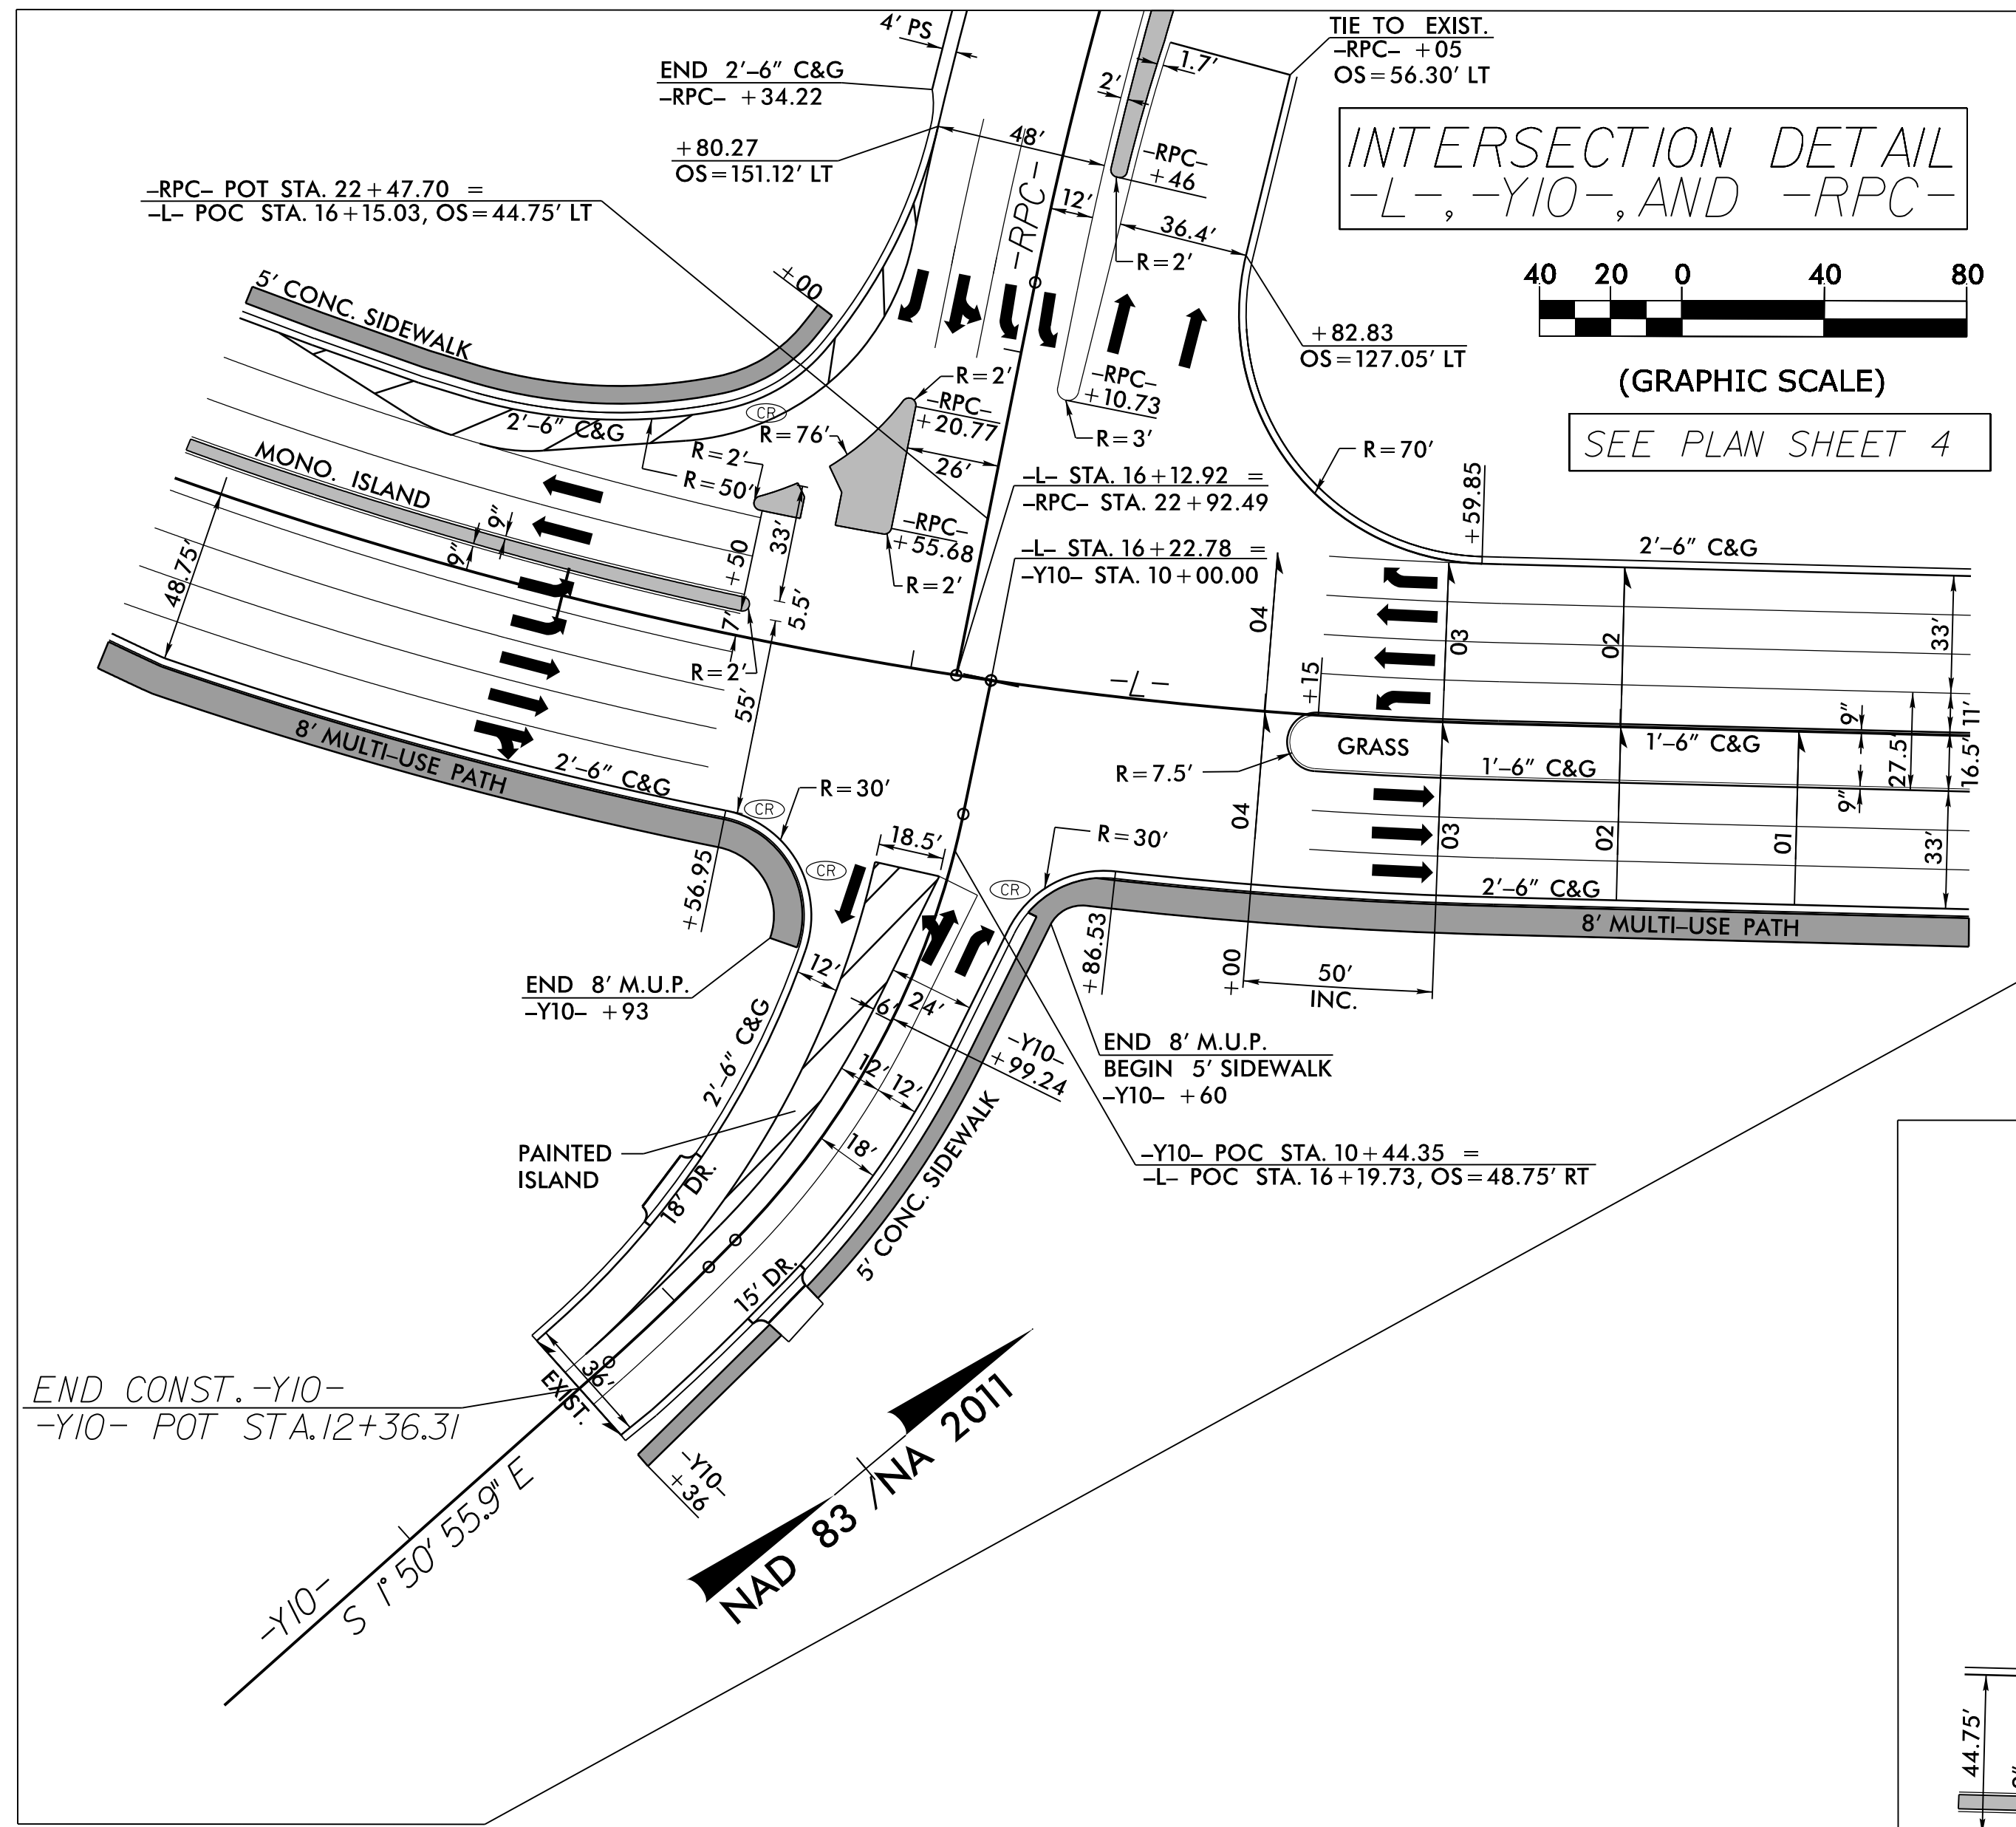 4' PS
TIE TO EXIST.
–RPC– +05
OS=56.30' LT
END 2'–6" C&G
–RPC– +34.22
1.7'
2'
48'
+80.27
OS=151.12' LT
–RPC–
+46
INTERSECTION DETAIL
–L–, –Y10–, AND –RPC–
–RPC– POT STA. 22+47.70 =
–L– POC STA. 16+15.03, OS=44.75' LT
–RPC–
12'
36.4'
R=2'
40 20 0 40 80
(GRAPHIC SCALE)
SEE PLAN SHEET 4
5' CONC. SIDEWALK
+00
+82.83
OS=127.05' LT
R=2'
–RPC–
+20.77
–RPC–
+10.73
R=3'
CR
2'–6" C&G
R=76'
R=2'
R=50'
26'
R=70'
MONO. ISLAND
9"
9"
48.75'
–L– STA. 16+12.92 =
–RPC– STA. 22+92.49
+59.85
–RPC–
+55.68
R=2'
+50
33'
5.5'
7'
R=2'
55'
–L– STA. 16+22.78 =
–Y10– STA. 10+00.00
2'–6" C&G
04
03
02
33'
+15
–L–
GRASS
9"
1'–6" C&G
11'
27.5'
16.5'
1'–6" C&G
9"
R=7.5'
04
03
02
01
33'
8' MULTI–USE PATH
2'–6" C&G
CR
R=30'
18.5'
R=30'
CR
CR
+56.95
2'–6" C&G
8' MULTI–USE PATH
+86.53
+00
50'
INC.
END 8' M.U.P.
–Y10– +93
12'
6'
24'
2'–6" C&G
–Y10–
+99.24
END 8' M.U.P.
BEGIN 5' SIDEWALK
–Y10– +60
12'
12'
18'
PAINTED
ISLAND
18' DR.
5' CONC. SIDEWALK
–Y10– POC STA. 10+44.35 =
–L– POC STA. 16+19.73, OS=48.75' RT
15' DR.
36'
EXIST.
END CONST. –Y10–
–Y10– POT STA. 12+36.31
–Y10–
+36
NAD 83 /NA 2011
–Y10–
S 1° 50' 55.9" E
44.75'